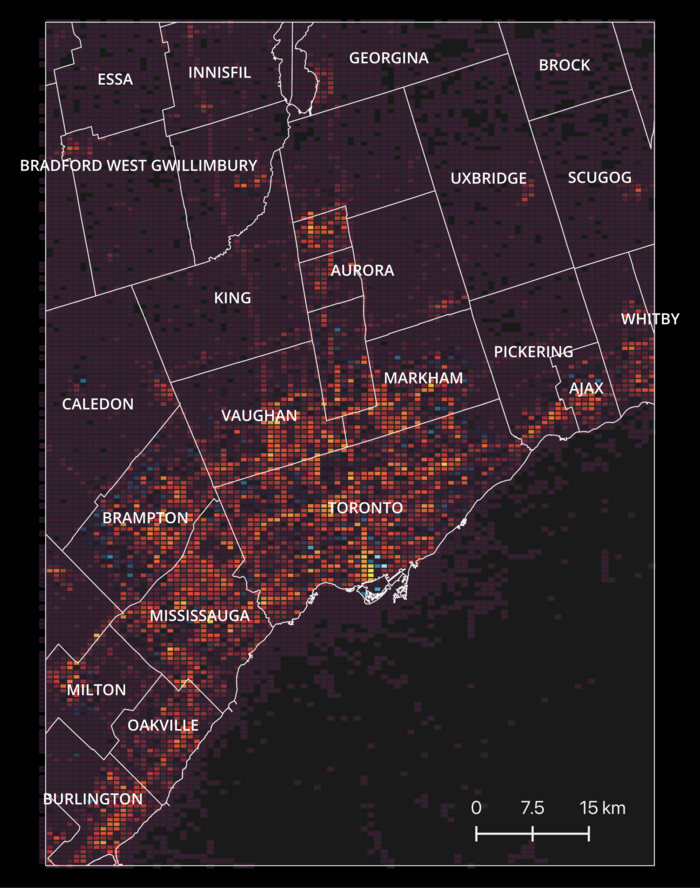 GEORGINA
BROCK
INNISFIL
ESSA
BRADFORD WEST GWILLIMBURY
UXBRIDGE
SCUGOG
AURORA
KING
WHITBY
PICKERING
MARKHAM
AJAX
CALEDON
VAUGHAN
TORONTO
BRAMPTON
MISSISSAUGA
MILTON
OAKVILLE
BURLINGTON
0 7.5 15 km